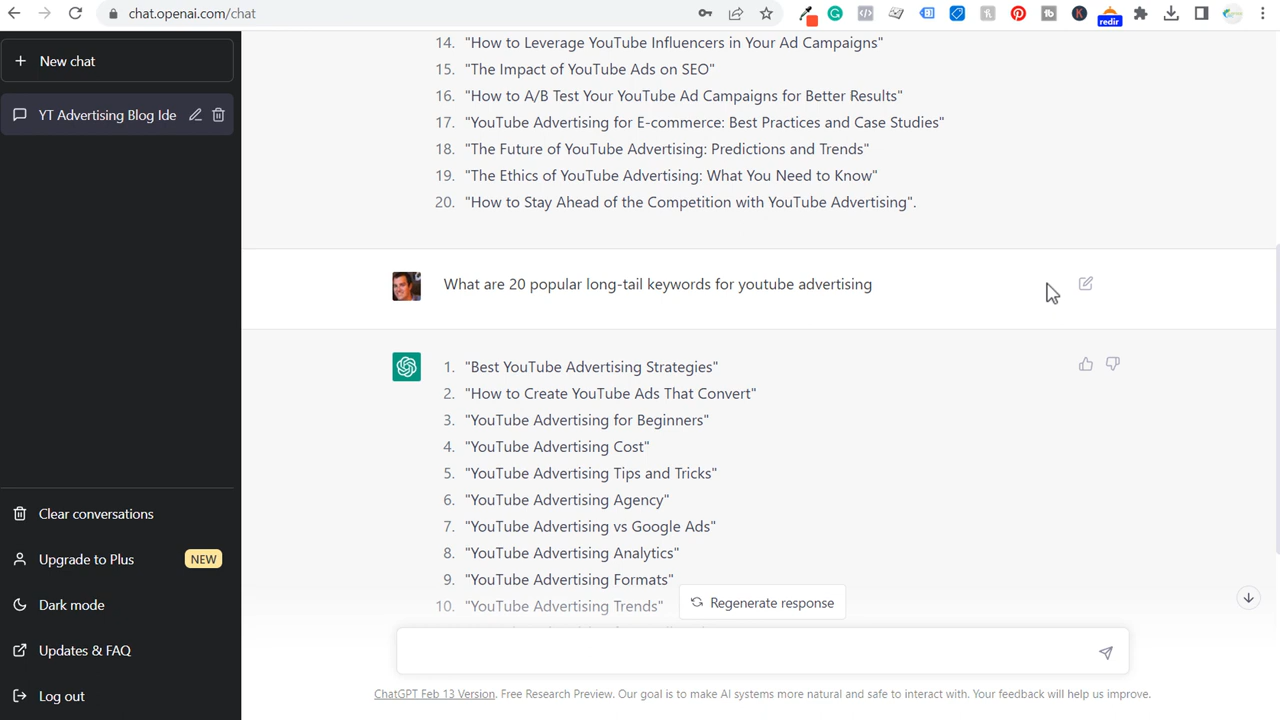 chat.openai.com/chat
redir
New chat
YT Advertising Blog Ide
14. "How to Leverage YouTube Influencers in Your Ad Campaigns"
15. "The Impact of YouTube Ads on SEO"
16. "How to A/B Test Your YouTube Ad Campaigns for Better Results"
17. "YouTube Advertising for E-commerce: Best Practices and Case Studies"
18. "The Future of YouTube Advertising: Predictions and Trends"
19. "The Ethics of YouTube Advertising: What You Need to Know"
20. "How to Stay Ahead of the Competition with YouTube Advertising".
What are 20 popular long-tail keywords for youtube advertising
1. "Best YouTube Advertising Strategies"
2. "How to Create YouTube Ads That Convert"
3. "YouTube Advertising for Beginners"
4. "YouTube Advertising Cost"
5. "YouTube Advertising Tips and Tricks"
6. "YouTube Advertising Agency"
7. "YouTube Advertising vs Google Ads"
8. "YouTube Advertising Analytics"
9. "YouTube Advertising Formats"
10. "YouTube Advertising Trends"
Regenerate response
Clear conversations
Upgrade to Plus NEW
Dark mode
Updates & FAQ
Log out
ChatGPT Feb 13 Version. Free Research Preview. Our goal is to make AI systems more natural and safe to interact with. Your feedback will help us improve.